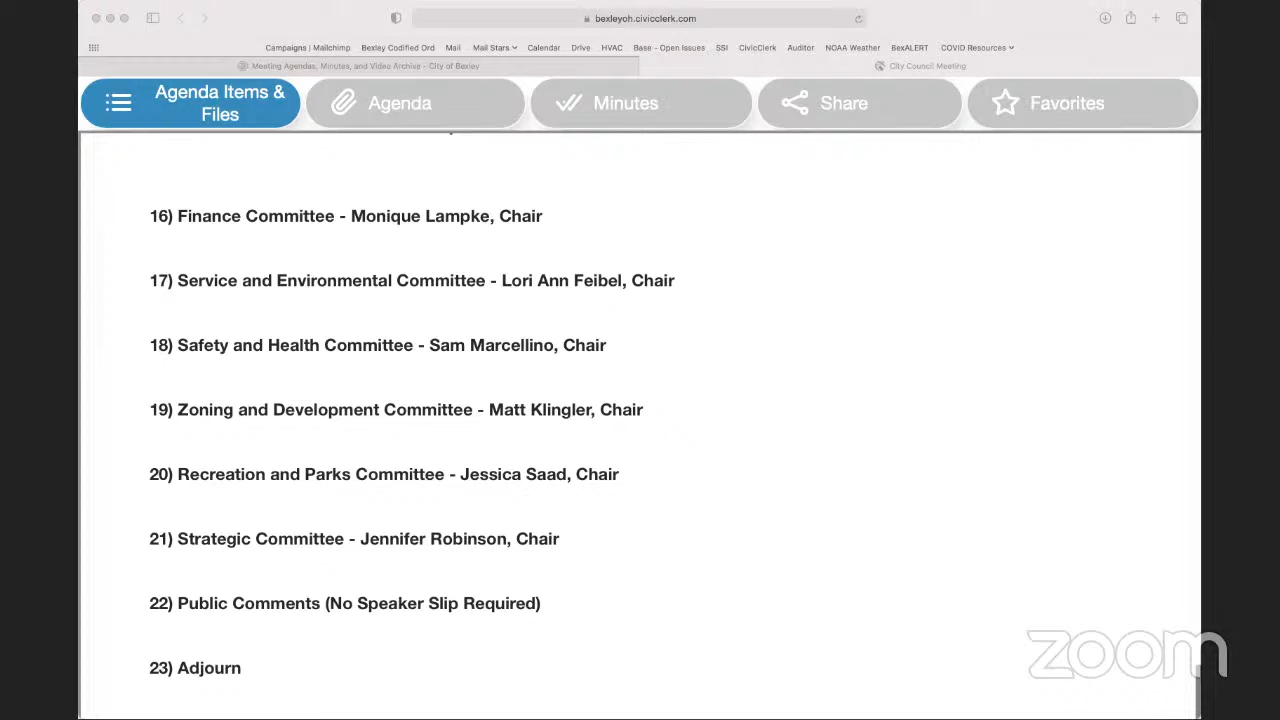 bexleyoh.civicclerk.com
Campaigns | Mailchimp Bexley Codified Ord Mail Mail Stars Calendar Drive HVAC Base - Open Issues SSI CivicClerk Auditor NOAA Weather BexALERT COVID Resources
Meeting Agendas, Minutes, and Video Archive - City of Bexley City Council Meeting
Agenda Items &
Files
Agenda
Minutes
Share
Favorites
16) Finance Committee - Monique Lampke, Chair
17) Service and Environmental Committee - Lori Ann Feibel, Chair
18) Safety and Health Committee - Sam Marcellino, Chair
19) Zoning and Development Committee - Matt Klingler, Chair
20) Recreation and Parks Committee - Jessica Saad, Chair
21) Strategic Committee - Jennifer Robinson, Chair
22) Public Comments (No Speaker Slip Required)
23) Adjourn
zoom